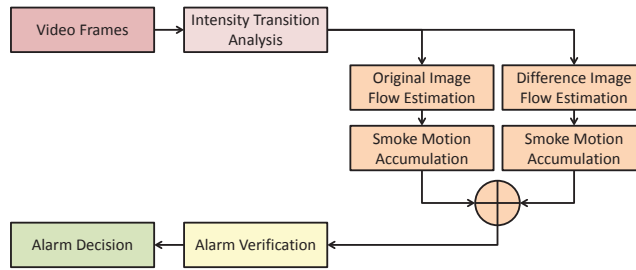 Video Frames
Intensity Transition
Analysis
Original Image
Flow Estimation
Difference Image
Flow Estimation
Smoke Motion
Accumulation
Smoke Motion
Accumulation
Alarm Decision
Alarm Verification